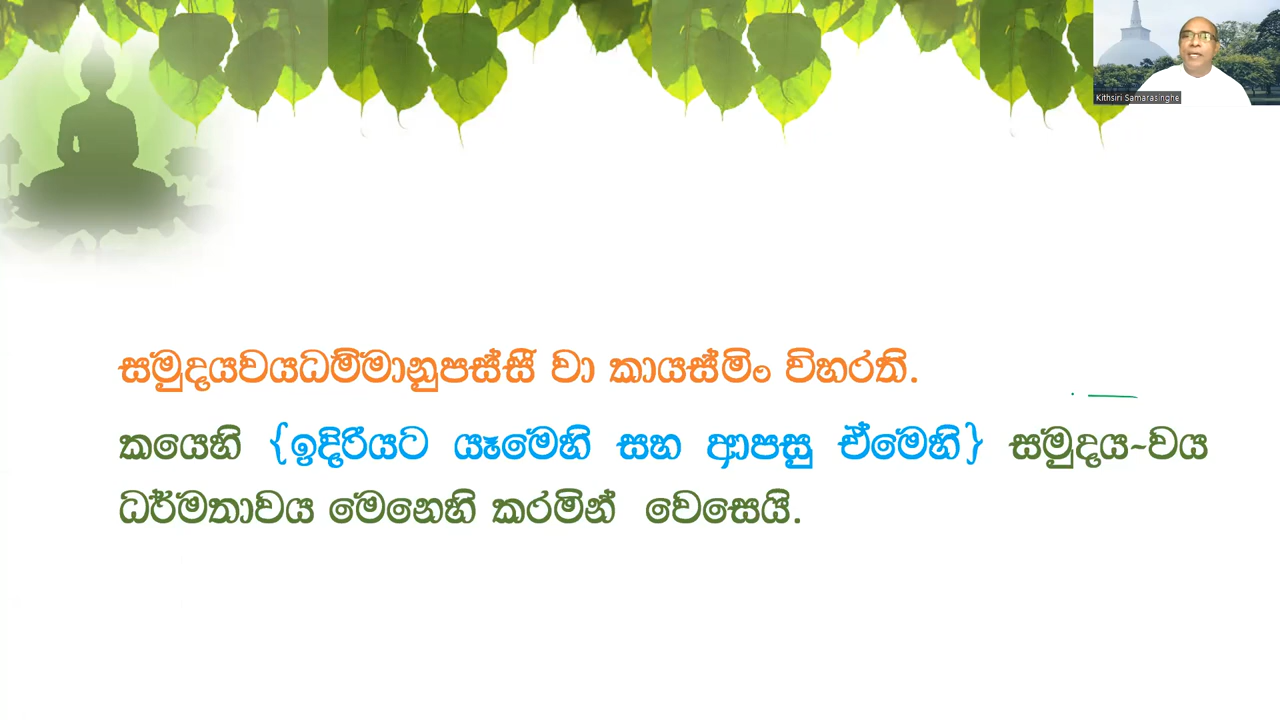 Kithsiri Samarasinghe
සමුදයවයධම්මානුපස්සී වා කායස්මිං විහරති.
කයෙහි {ඉදිරියට යෑමෙහි සහ ආපසු ඒමෙහි} සමුදය~වය
ධර්මතාවය මෙනෙහි කරමින් වෙසෙයි.